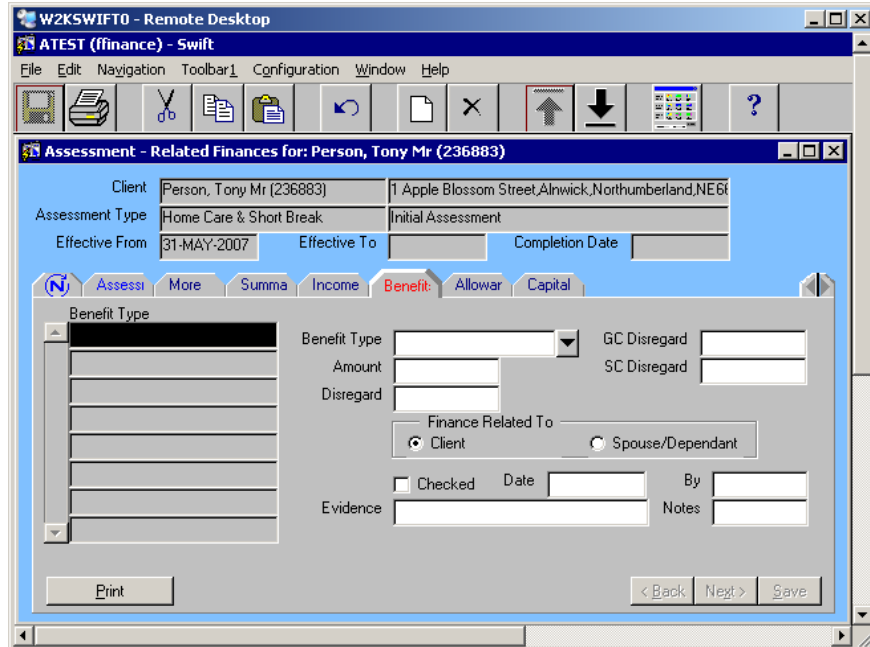 W2KSWIFT0 - Remote Desktop
ATEST (ffinance) - Swift
File Edit Navigation Toolbar1 Configuration Window Help
?
Assessment - Related Finances for: Person, Tony Mr (236883)
Client Person, Tony Mr (236883) 1 Apple Blossom Street,Alnwick,Northumberland,NE66
Assessment Type Home Care & Short Break Initial Assessment
Effective From 31-MAY-2007 Effective To Completion Date
N Assessi More Summa Income Benefit: Allowar Capital
Benefit Type
Benefit Type GC Disregard
Amount SC Disregard
Disregard
Finance Related To
Client Spouse/Dependant
Checked Date By
Evidence Notes
Print < Back Next > Save